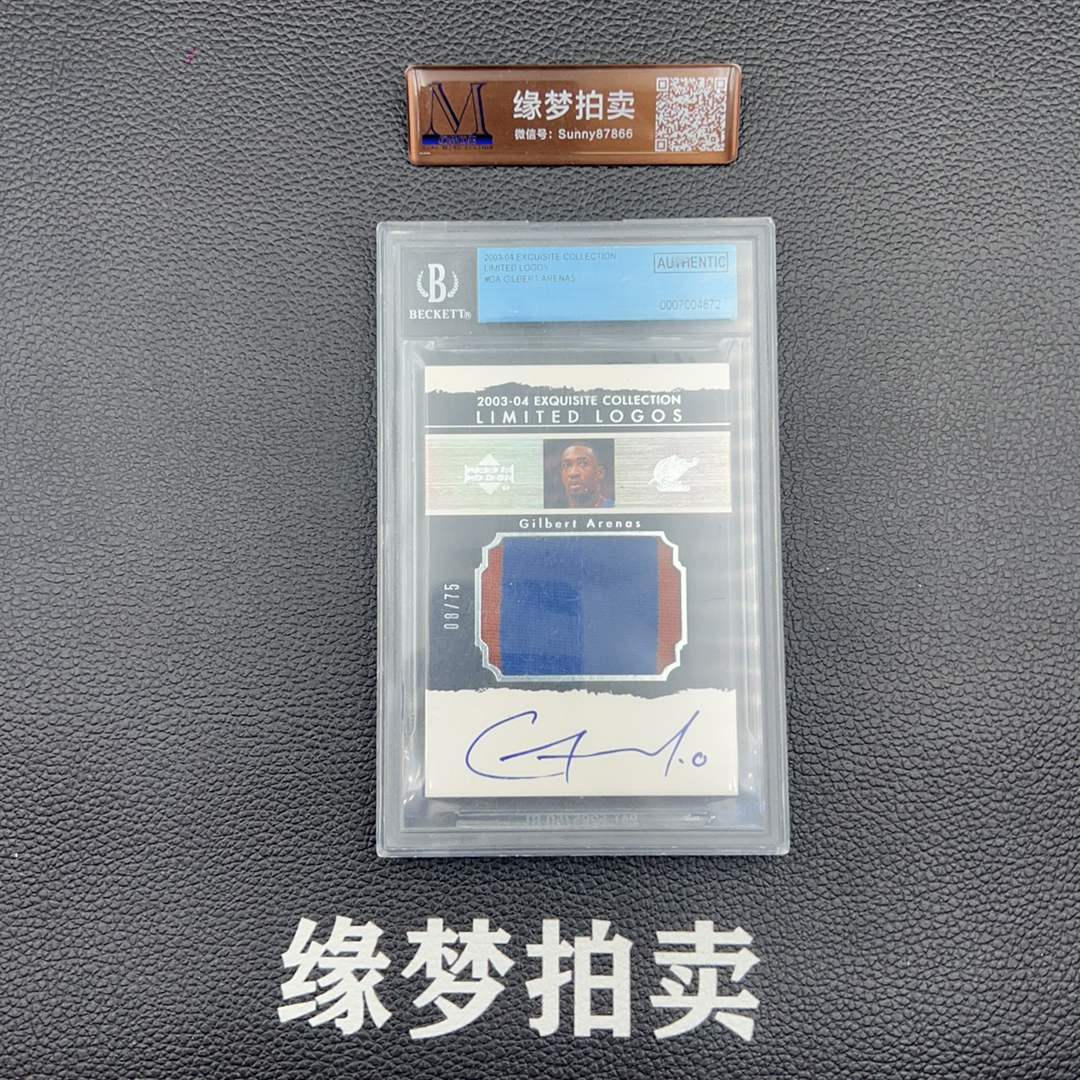 M
缘梦拍卖
微信号：Sunny87866
B
BECKETT®
2003-04 EXQUISITE COLLECTION
LIMITED LOGOS
#GA GILBERT ARENAS
AUTHENTIC
0007004872
2003-04 EXQUISITE COLLECTION
LIMITED LOGOS
Gilbert Arenas
08/75
缘梦拍卖